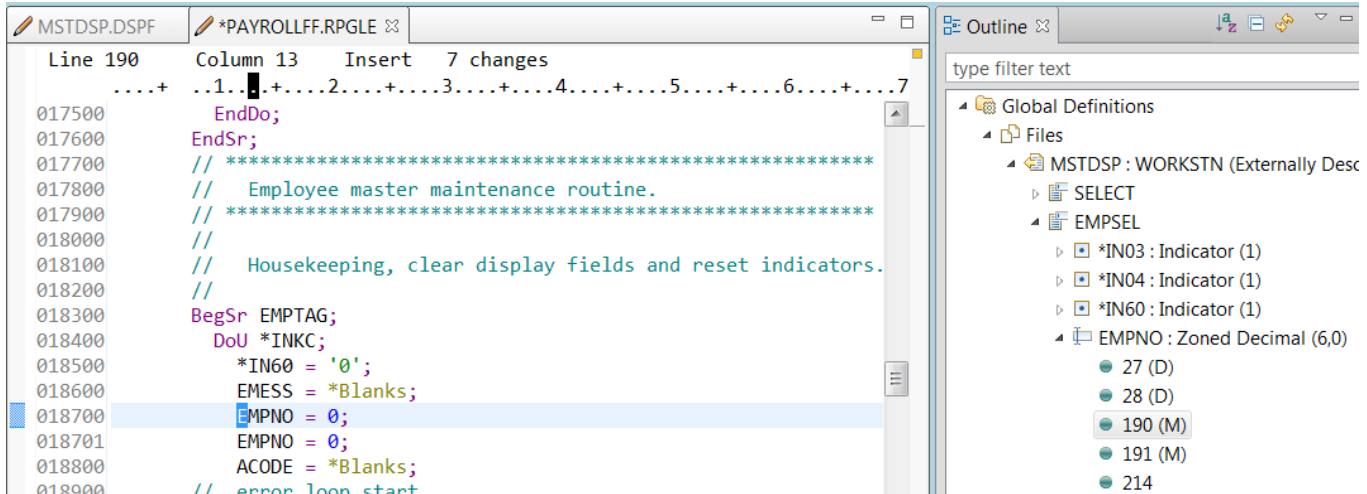 MSTDSP.DSPF *PAYROLLFF.RPGLE
Line 190 Column 13 Insert 7 changes
....+ ..1....+....2....+....3....+....4....+....5....+....6....+....7
017500 EndDo;
017600 EndSr;
017700 // *********************************************************
017800 // Employee master maintenance routine.
017900 // *********************************************************
018000 //
018100 // Housekeeping, clear display fields and reset indicators.
018200 //
018300 BegSr EMPTAG;
018400 DoU *INKC;
018500 *IN60 = '0';
018600 EMESS = *Blanks;
018700 EMPNO = 0;
018701 EMPNO = 0;
018800 ACODE = *Blanks;
018900 // error loop start
Outline
type filter text
Global Definitions
Files
MSTDSP : WORKSTN (Externally Desc
SELECT
EMPSEL
*IN03 : Indicator (1)
*IN04 : Indicator (1)
*IN60 : Indicator (1)
EMPNO : Zoned Decimal (6,0)
27 (D)
28 (D)
190 (M)
191 (M)
214